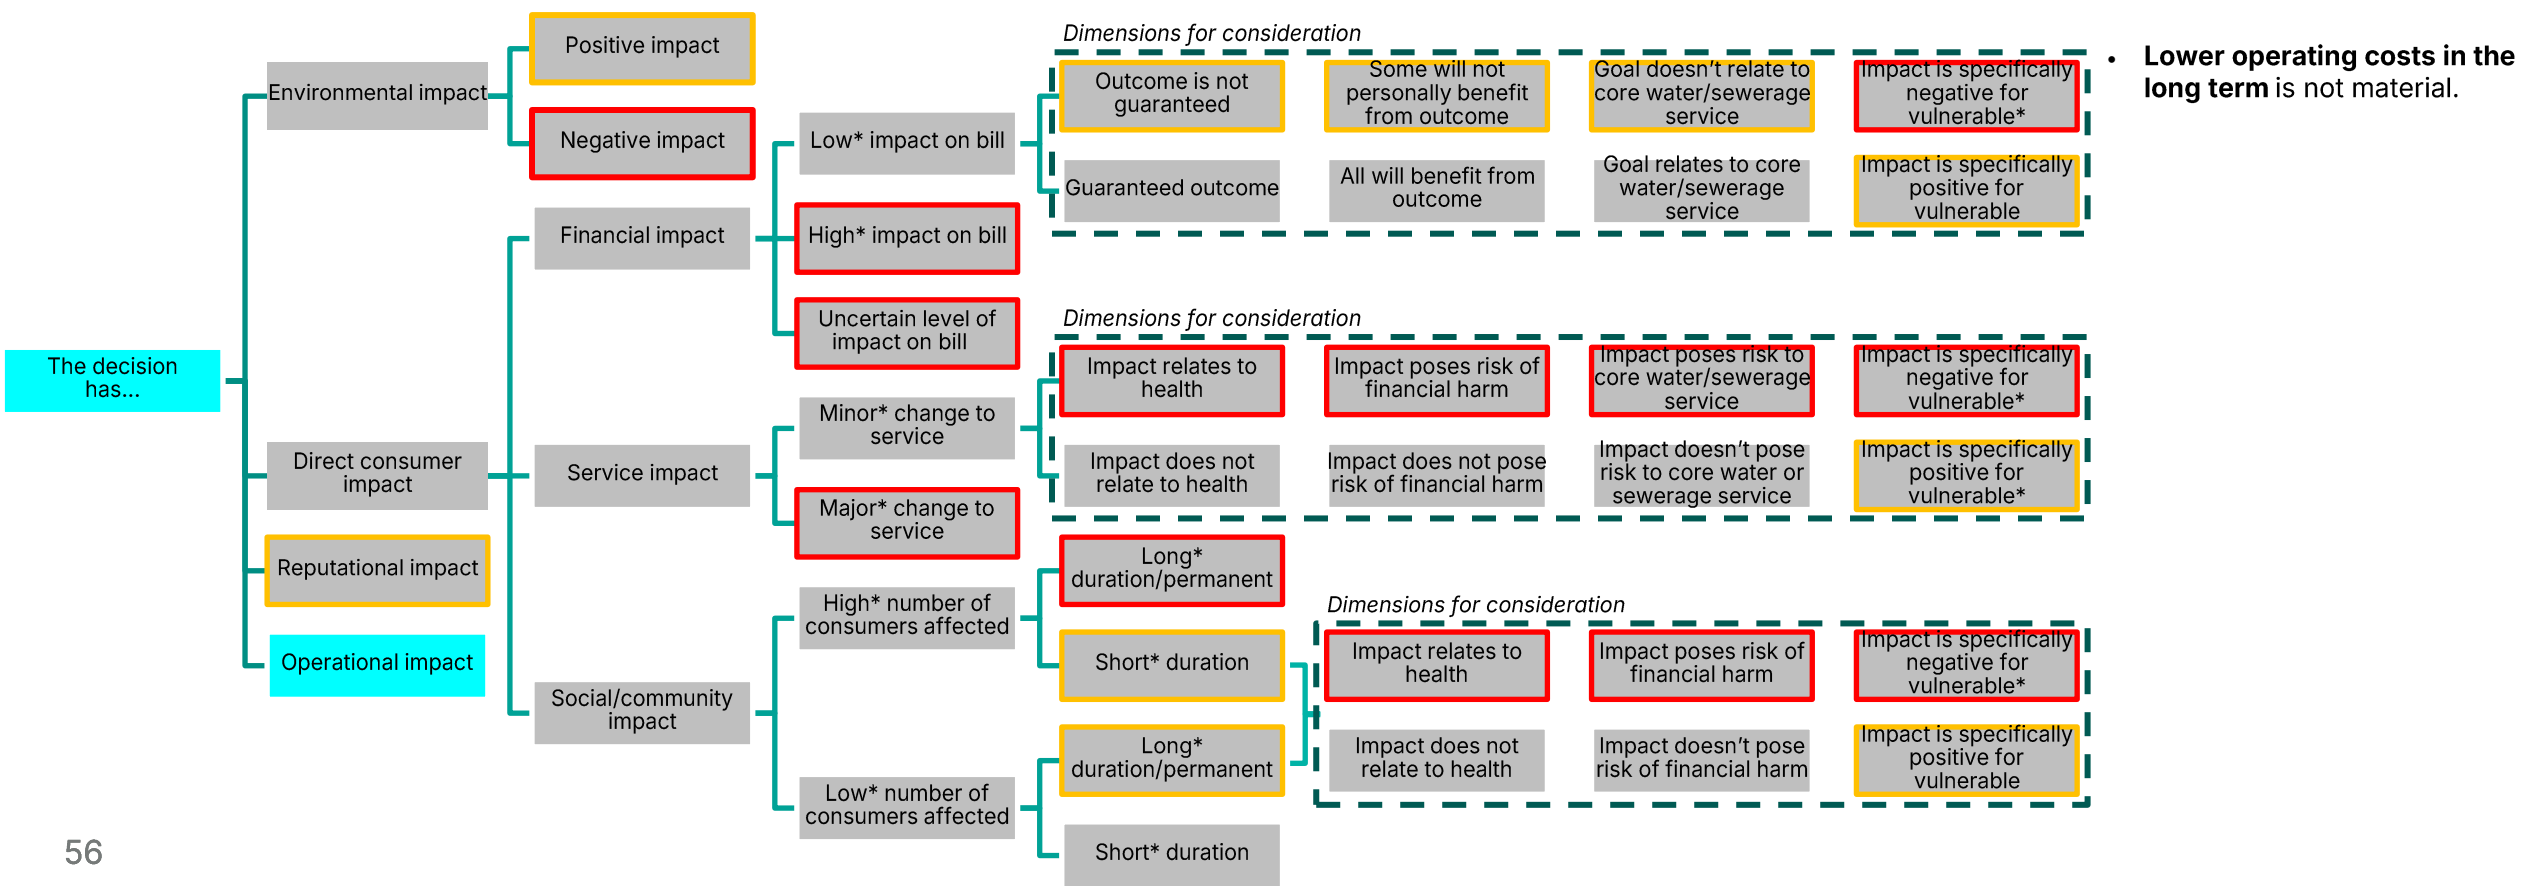 The decision
has...
Environmental impact
Direct consumer
impact
Reputational impact
Operational impact
Positive impact
Negative impact
Financial impact
Service impact
Social/community
impact
Low* impact on bill
High* impact on bill
Uncertain level of
impact on bill
Minor* change to
service
Major* change to
service
High* number of
consumers affected
Low* number of
consumers affected
Dimensions for consideration
Outcome is not
guaranteed
Some will not
personally benefit
from outcome
Goal doesn't relate to
core water/sewerage
service
Impact is specifically
negative for
vulnerable*
Guaranteed outcome
All will benefit from
outcome
Goal relates to core
water/sewerage
service
Impact is specifically
positive for
vulnerable
Dimensions for consideration
Impact relates to
health
Impact poses risk of
financial harm
Impact poses risk to
core water/sewerage
service
Impact is specifically
negative for
vulnerable*
Impact does not
relate to health
Impact does not pose
risk of financial harm
Impact doesn't pose
risk to core water or
sewerage service
Impact is specifically
positive for
vulnerable*
Long*
duration/permanent
Short* duration
Long*
duration/permanent
Short* duration
Dimensions for consideration
Impact relates to
health
Impact poses risk of
financial harm
Impact is specifically
negative for
vulnerable*
Impact does not
relate to health
Impact doesn't pose
risk of financial harm
Impact is specifically
positive for
vulnerable
• Lower operating costs in the
long term is not material.
56